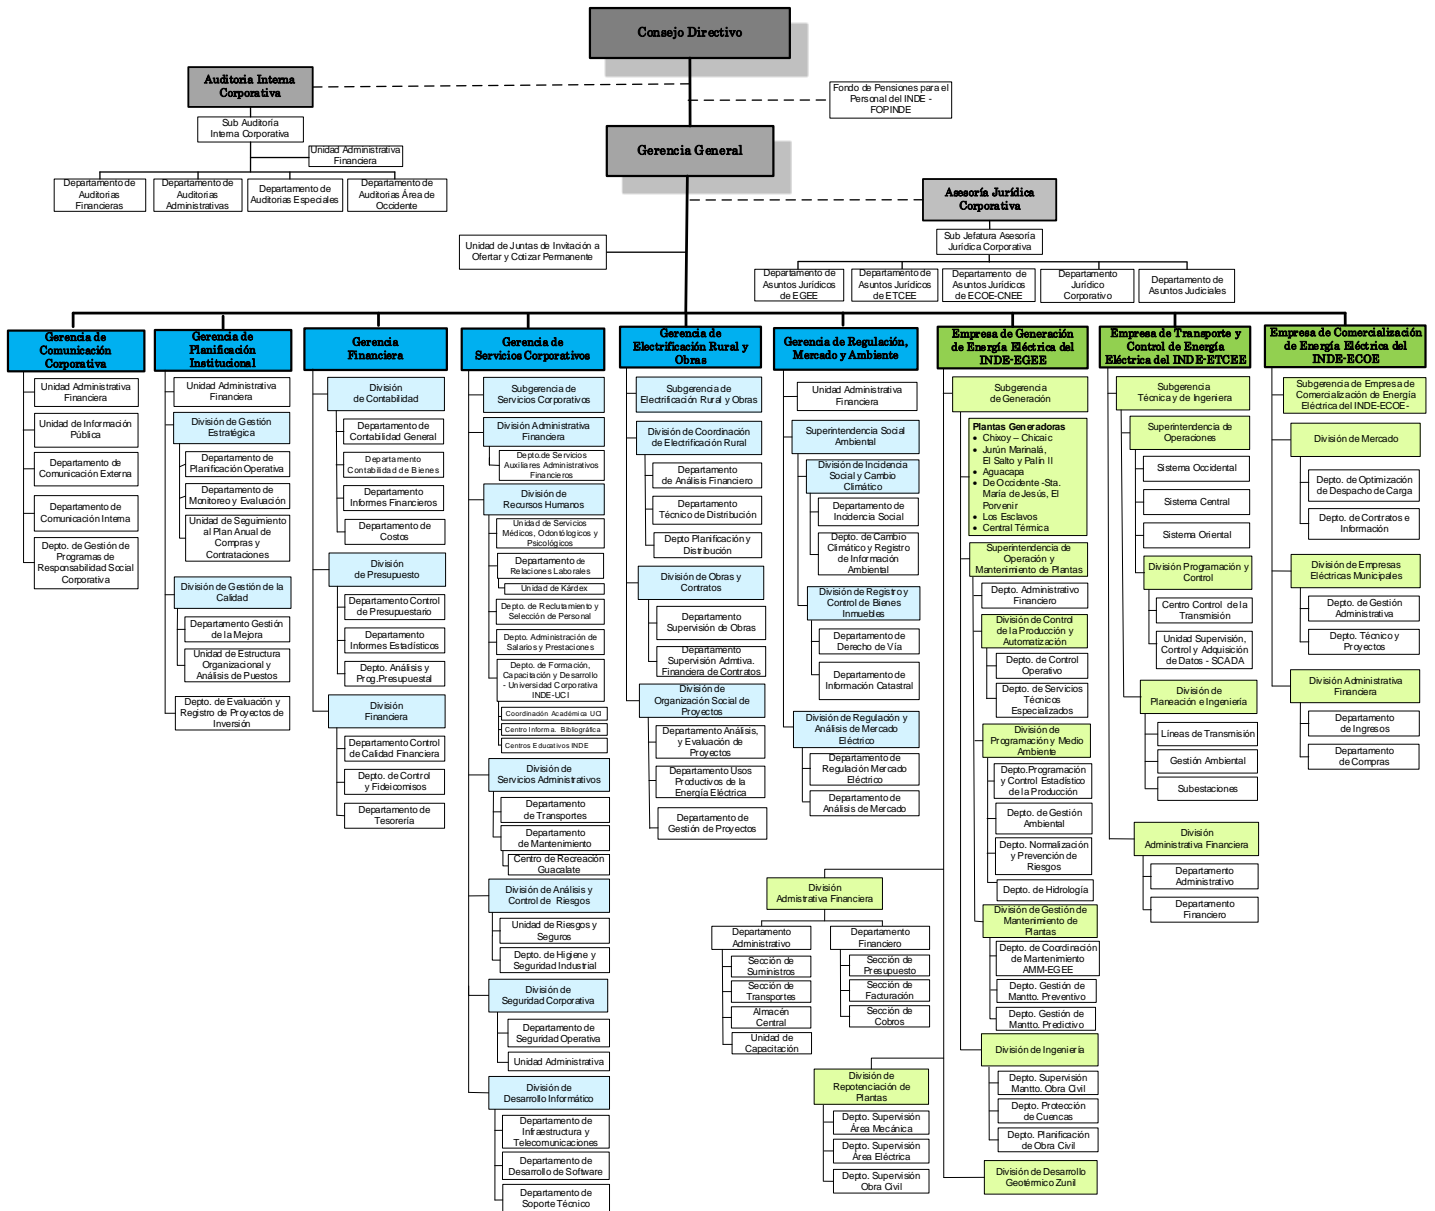 Consejo Directivo
Auditoria Interna
Corporativa
Fondo de Pensiones para el
Personal del INDE -
FOPINDE
Sub Auditoría
Interna Corporativa
Unidad Administrativa
Financiera
Departamento de
Auditorias
Financieras
Departamento de
Auditorias
Administrativas
Departamento de
Auditorias Especiales
Departamento de
Auditorias Área de
Occidente
Gerencia General
Asesoría Jurídica
Corporativa
Sub Jefatura Asesoría
Jurídica Corporativa
Unidad de Juntas de Invitación a
Ofertar y Cotizar Permanente
Departamento de
Asuntos Jurídicos
de EGEE
Departamento de
Asuntos Jurídicos
de ETCEE
Departamento de
Asuntos Jurídicos
de ECOE-CNEE
Departamento
Jurídico
Corporativo
Departamento de
Asuntos Judiciales
Gerencia de
Comunicación
Corporativa
Unidad Administrativa
Financiera
Unidad de Información
Pública
Departamento de
Comunicación Externa
Departamento de
Comunicación Interna
Depto. de Gestión de
Programas de
Responsabilidad Social
Corporativa
Gerencia de
Planificación
Institucional
Unidad Administrativa
Financiera
División de Gestión
Estratégica
Departamento de
Planificación Operativa
Departamento de
Monitoreo y Evaluación
Unidad de Seguimiento
al Plan Anual de
Compras y
Contrataciones
División de Gestión de la
Calidad
Departamento Gestión
de la Mejora
Unidad de Estructura
Organizacional y
Análisis de Puestos
Depto. de Evaluación y
Registro de Proyectos de
Inversión
Gerencia
Financiera
División
de Contabilidad
Departamento de
Contabilidad General
Departamento
Contabilidad de Bienes
Departamento
Informes Financieros
Departamento de
Costos
División
de Presupuesto
Departamento Control
de Presupuestario
Departamento
Informes Estadísticos
Depto. Análisis y
Prog.Presupuestal
División
Financiera
Departamento Control
de Calidad Financiera
Depto. de Control
y Fideicomisos
Departamento de
Tesorería
Gerencia de
Servicios Corporativos
Subgerencia de
Servicios Corporativos
División Administrativa
Financiera
Depto.de Servicios
Auxiliares Administrativos
Financieros
División de
Recursos Humanos
Unidad de Servicios
Médicos, Odontólogicos y
Psicológicos
Departamento de
Relaciones Laborales
Unidad de Kárdex
Depto. de Reclutamiento y
Selección de Personal
Depto. Administración de
Salarios y Prestaciones
Depto. de Formación,
Capacitación y Desarrollo
- Universidad Corporativa
INDE-UCI
Coordinadón Académica UCI
Centro Informa. Bibliográfica
Centros Educativos INDE
División de
Servicios Administrativos
Departamento
de Transportes
Departamento
de Mantenimiento
Centro de Recreación
Guacalate
División de Análisis y
Control de Riesgos
Unidad de Riesgos y
Seguros
Depto. de Higiene y
Seguridad Industrial
División de
Seguridad Corporativa
Departamento de
Seguridad Operativa
Unidad Administrativa
División de
Desarrollo Informático
Departamento de
Infraestructura y
Telecomunicaciones
Departamento de
Desarrollo de Software
Departamento de
Soporte Técnico
Gerencia de
Electrificación Rural y
Obras
Subgerencia de
Electrificación Rural y Obras
División de Coordinación
de Electrificación Rural
Departamento
de Análisis Financiero
Departamento
Técnico de Distribución
Depto Planificación y
Distribución
División de Obras y
Contratos
Departamento
Supervisión de Obras
Departamento
Supervisión Admtiva.
Financiera de Contratos
División de
Organización Social de
Proyectos
Departamento Análisis,
y Evaluación de
Proyectos
Departamento Usos
Productivos de la
Energía Eléctrica
Departamento de
Gestión de Proyectos
Gerencia de Regulación,
Mercado y Ambiente
Unidad Administrativa
Financiera
Superintendencia Social
Ambiental
División de Incidencia
Social y Cambio
Climático
Departamento de
Incidencia Social
Depto. de Cambio
Climático y Registro
de Información
Ambiental
División de Registro y
Control de Bienes
Inmuebles
Departamento de
Derecho de Vía
Departamento de
Información Catastral
División de Regulación y
Análisis de Mercado
Eléctrico
Departamento de
Regulación Mercado
Eléctrico
Departamento de
Análisis de Mercado
Empresa de Generación
de Energía Eléctrica del
INDE-EGEE
Subgerencia
de Generación
Plantas Generadoras
• Chixoy – Chicaic
• Jurún Marinalá,
El Salto y Palín II
• Aguacapa
• De Occidente -Sta.
María de Jesús, El
Porvenir
• Los Esclavos
• Central Térmica
Superintendencia de
Operación y
Mantenimiento de Plantas
Depto. Administrativo
Financiero
División de Control
de la Producción y
Automatización
Depto. de Control
Operativo
Depto. de Servicios
Técnicos
Especializados
División de
Programación y Medio
Ambiente
Depto.Programación
y Control Estadístico
de la Producción
Depto. de Gestión
Ambiental
Depto. Normalización
y Prevención de
Riesgos
Depto. de Hidrología
División de Gestión de
Mantenimiento de
Plantas
Depto. de Coordinación
de Mantenimiento
AMM-EGEE
Depto. Gestión de
Mantto. Preventivo
Depto. Gestión de
Mantto. Predictivo
División de Ingeniería
Depto. Supervisión
Mantto. Obra Civil
Depto. Protección
de Cuencas
Depto. Planificación
de Obra Civil
División de Desarrollo
Geotérmico Zunil
División
Admistrativa Financiera
Departamento
Administrativo
Sección de
Suministros
Sección de
Transportes
Almacén
Central
Unidad de
Capacitación
Departamento
Financiero
Sección de
Presupuesto
Sección de
Facturación
Sección de
Cobros
División de
Repotenciación de
Plantas
Depto. Supervisión
Área Mecánica
Depto. Supervisión
Área Eléctrica
Depto. Supervisión
Obra Civil
Empresa de Transporte y
Control de Energía
Eléctrica del INDE-ETCEE
Subgerencia
Técnica y de Ingeniera
Superintendencia de
Operaciones
Sistema Occidental
Sistema Central
Sistema Oriental
División Programación y
Control
Centro Control de la
Transmisión
Unidad Supervisión,
Control y Adquisición
de Datos - SCADA
División de
Planeación e Ingeniería
Líneas de Transmisión
Gestión Ambiental
Subestaciones
División
Administrativa Financiera
Departamento
Administrativo
Departamento
Financiero
Empresa de Comercialización
de Energía Eléctrica del
INDE-ECOE
Subgerencia de Empresa de
Comercialización de Energía
Eléctrica del INDE-ECOE-
División de Mercado
Depto. de Optimización
de Despacho de Carga
Depto. de Contratos e
Información
División de Empresas
Eléctricas Municipales
Depto. de Gestión
Administrativa
Depto. Técnico y
Proyectos
División Administrativa
Financiera
Departamento
de Ingresos
Departamento
de Compras